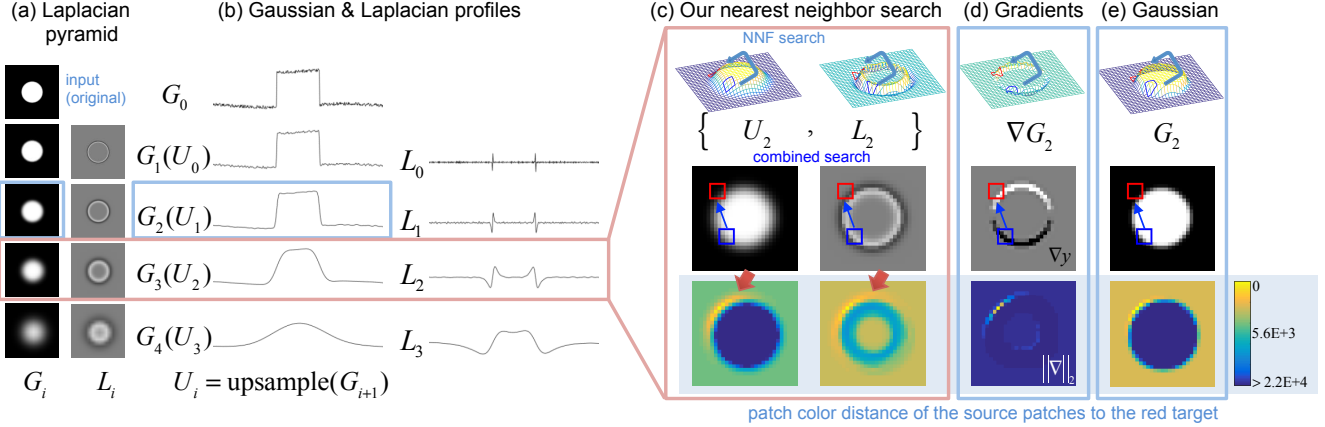 (a) Laplacian pyramid
(b) Gaussian & Laplacian profiles
(c) Our nearest neighbor search
(d) Gradients
(e) Gaussian
input (original)
G₀
G₁(U₀)
L₀
G₂(U₁)
L₁
G₃(U₂)
L₂
G₄(U₃)
L₃
Gᵢ
Lᵢ
Uᵢ = upsample(Gᵢ₊₁)
NNF search
{ U₂ , L₂ }
combined search
∇G₂
∇y
||∇||₂
G₂
0
5.6E+3
> 2.2E+4
patch color distance of the source patches to the red target